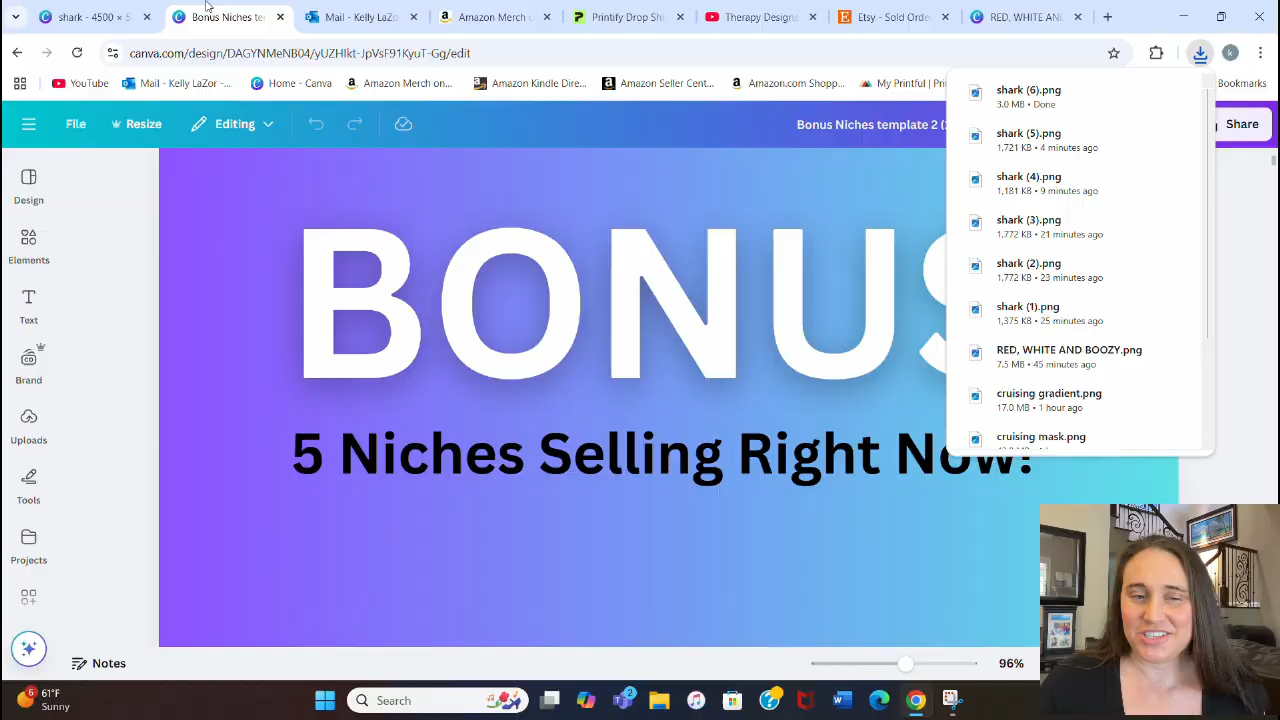 shark - 4500 × 5
Bonus Niches te
Mail - Kelly LaZo
Amazon Merch
Printify Drop Shi
Therapy Designs
Etsy - Sold Order
RED, WHITE AN
canva.com/design/DAGYNMeNB04/yUZHIkt-JpVsF91KyuT-Gg/edit
k
YouTube
Mail - Kelly LaZor -...
Home - Canva
Amazon Merch on...
Amazon Kindle Dire...
Amazon Seller Cent...
Amazon.com Shopp...
My Printful | Prin
Bookmarks
File
Resize
Editing
Bonus Niches template 2 (
Share
shark (6).png
3.0 MB • Done
shark (5).png
1,721 KB • 4 minutes ago
shark (4).png
1,181 KB • 9 minutes ago
shark (3).png
1,772 KB • 21 minutes ago
shark (2).png
1,772 KB • 23 minutes ago
shark (1).png
1,375 KB • 25 minutes ago
RED, WHITE AND BOOZY.png
7.5 MB • 45 minutes ago
cruising gradient.png
17.0 MB • 1 hour ago
cruising mask.png
Design
Elements
Text
Brand
Uploads
Tools
Projects
BONUS
5 Niches Selling Right Now!
Notes
96%
6
61°F
Sunny
Search
2